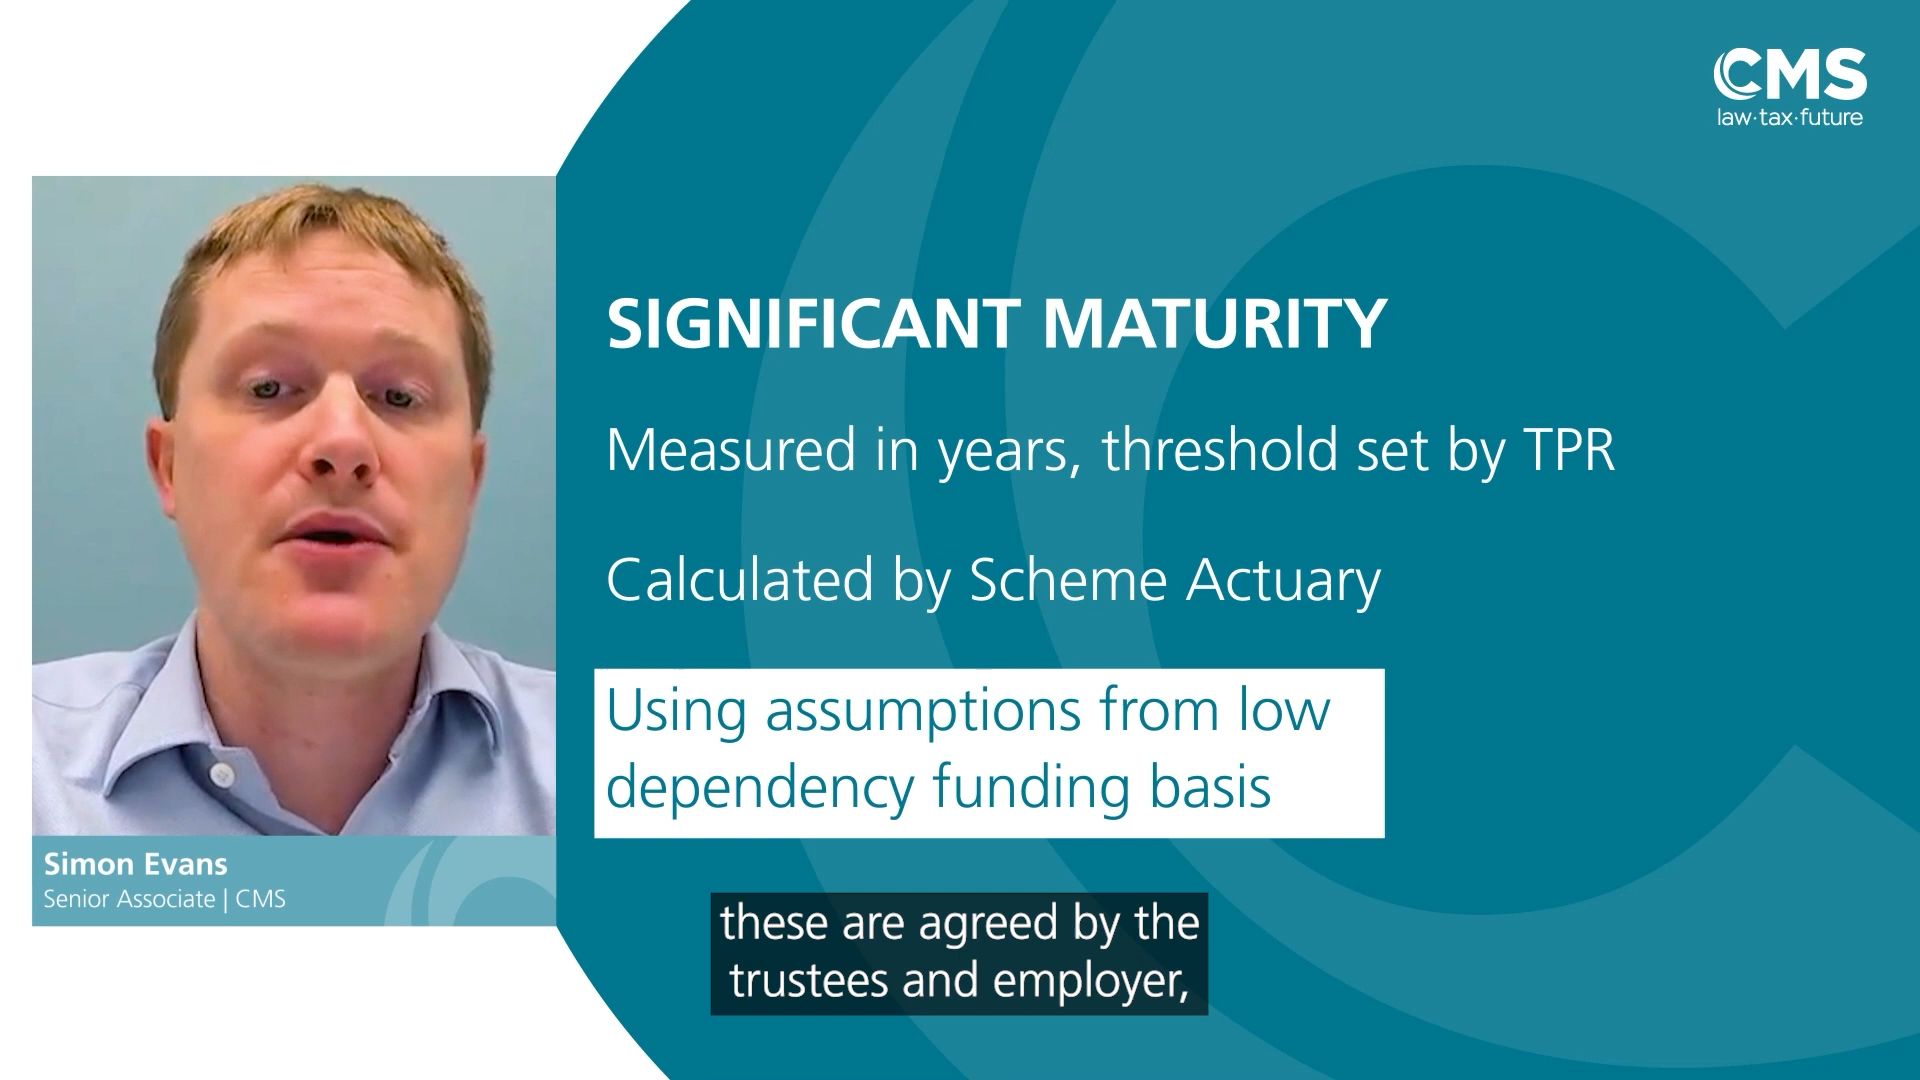 CMS
law·tax·future
SIGNIFICANT MATURITY
Measured in years, threshold set by TPR
Calculated by Scheme Actuary
Using assumptions from low
dependency funding basis
Simon Evans
Senior Associate | CMS
these are agreed by the
trustees and employer,